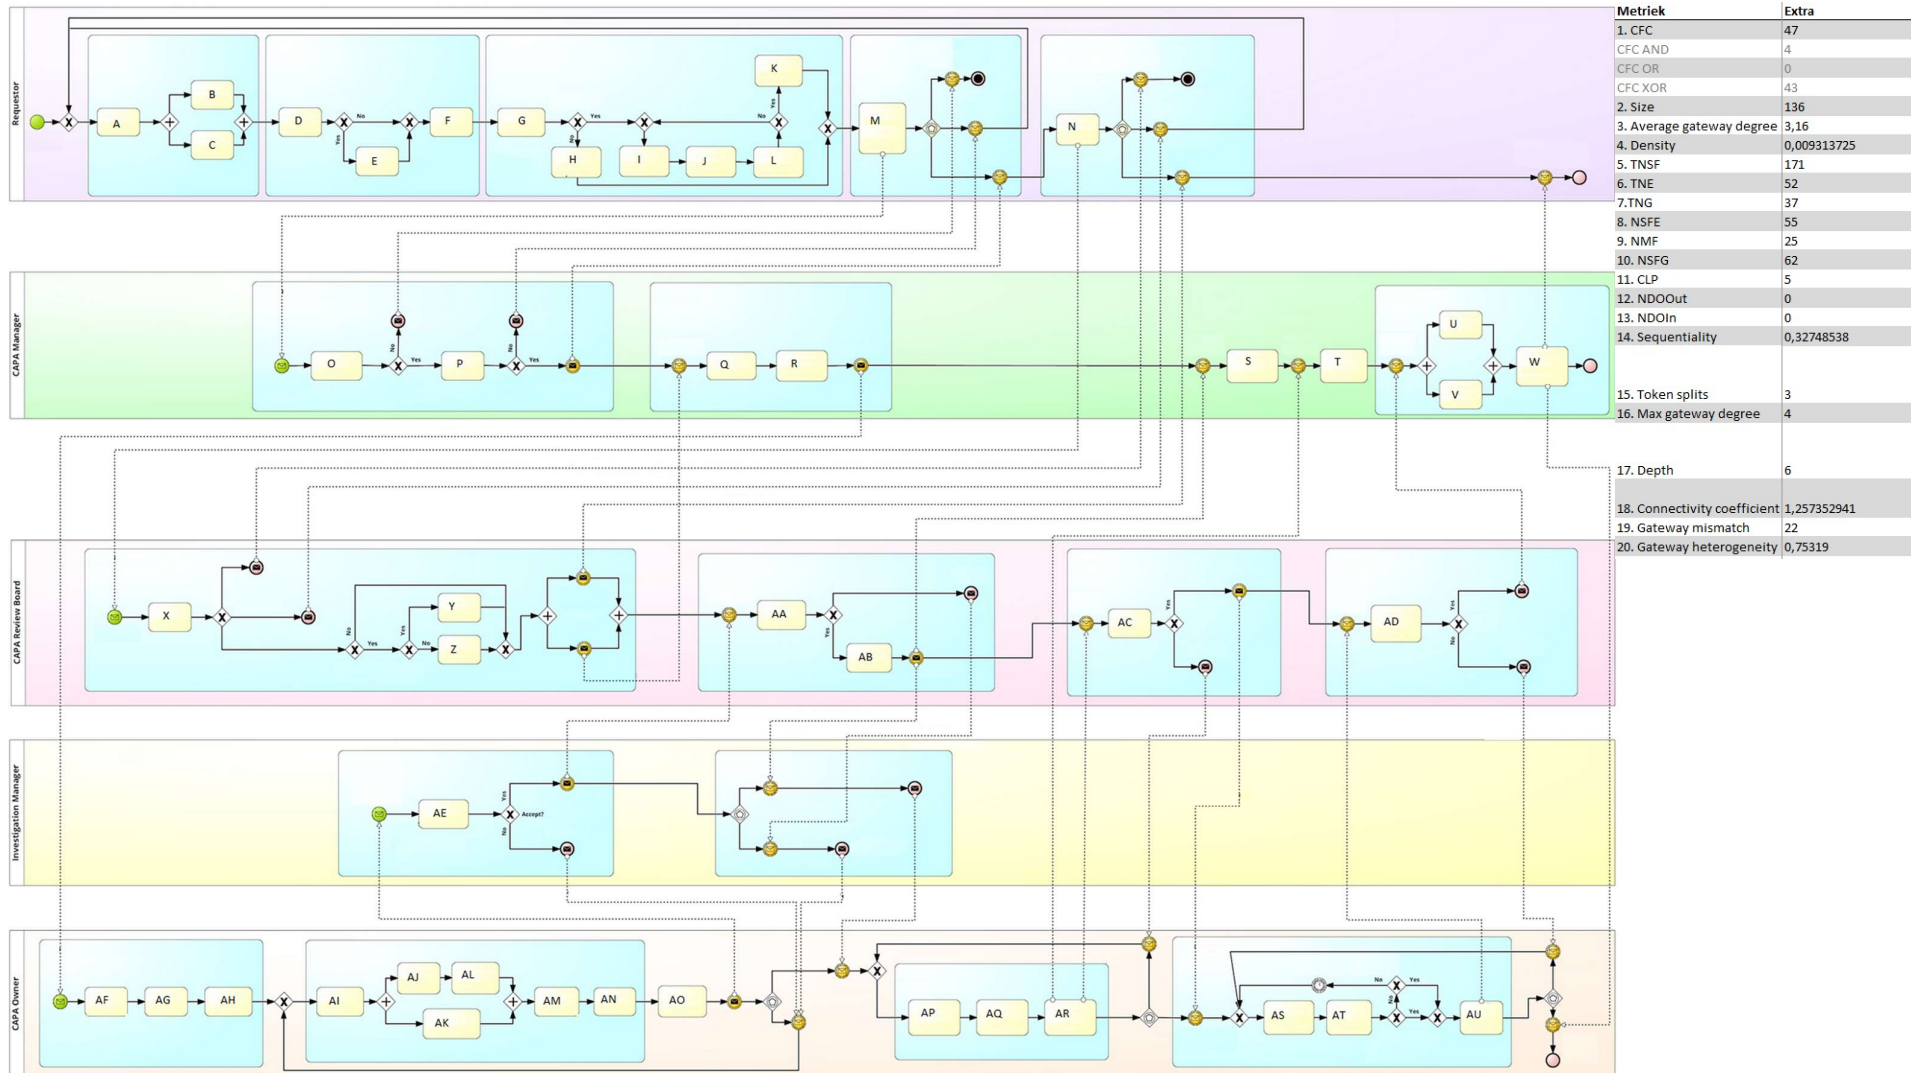 Requestor
A
B
C
D
No
Yes
E
F
G
Yes
No
H
I
J
L
No
Yes
K
M
N
CAPA Manager
O
No
Yes
P
No
Yes
Q
R
S
T
U
V
W
CAPA Review Board
X
No
Yes
Yes
No
Y
Z
AA
Yes
AB
AC
Yes
AD
Yes
No
Investigation Manager
AE
Yes
No
Accept?
CAPA Owner
AF
AG
AH
AI
AJ
AL
AK
AM
AN
AO
AP
AQ
AR
AS
AT
No
Yes
No
Yes
AU
Metriek Extra
1. CFC 47
CFC AND 4
CFC OR 0
CFC XOR 43
2. Size 136
3. Average gateway degree 3,16
4. Density 0,009313725
5. TNSF 171
6. TNE 52
7.TNG 37
8. NSFE 55
9. NMF 25
10. NSFG 62
11. CLP 5
12. NDOOut 0
13. NDOIn 0
14. Sequentiality 0,32748538
15. Token splits 3
16. Max gateway degree 4
17. Depth 6
18. Connectivity coefficient 1,257352941
19. Gateway mismatch 22
20. Gateway heterogeneity 0,75319